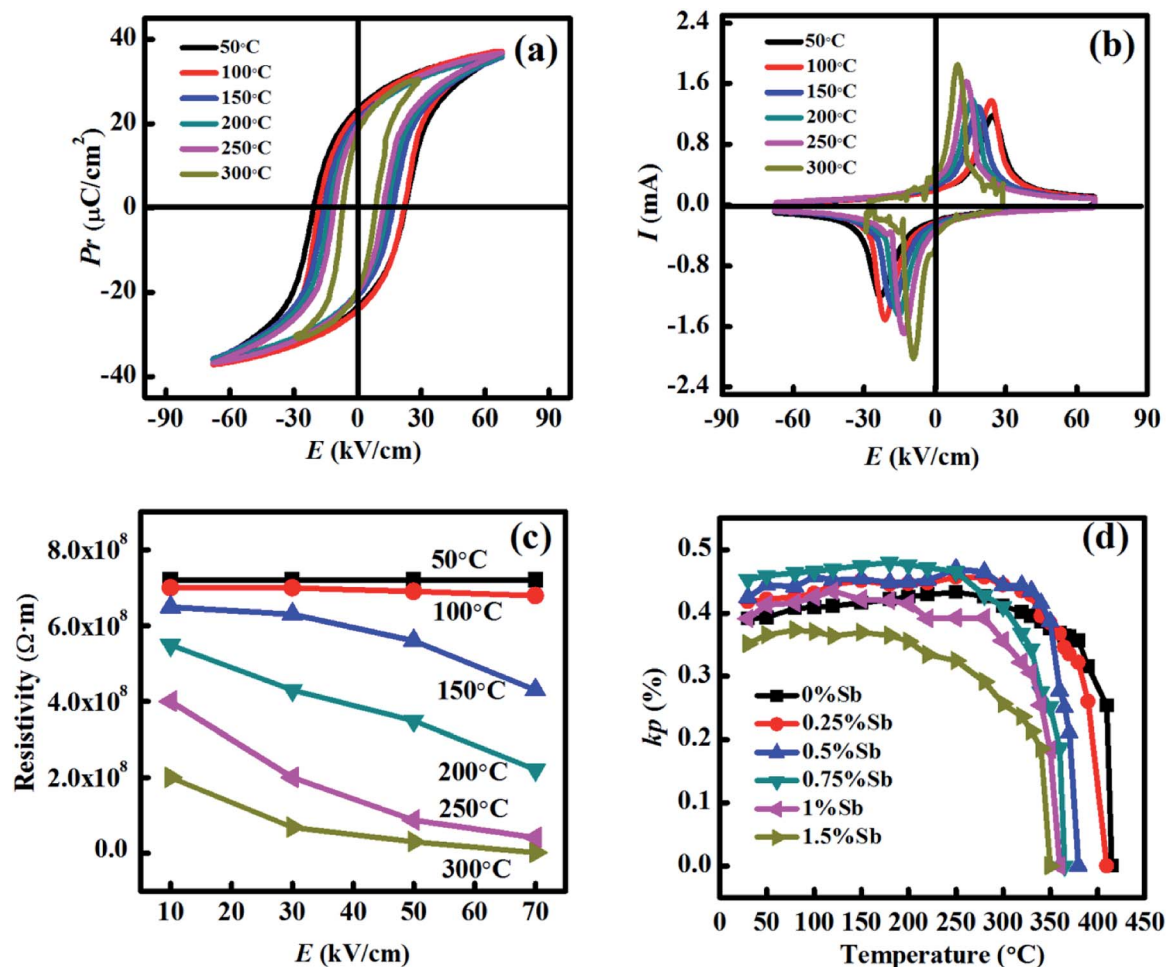 (a)
40
20
0
-20
-40
Pr (μC/cm²)
50°C
100°C
150°C
200°C
250°C
300°C
-90 -60 -30 0 30 60 90
E (kV/cm)
(b)
2.4
1.6
0.8
0.0
-0.8
-1.6
-2.4
I (mA)
50°C
100°C
150°C
200°C
250°C
300°C
-90 -60 -30 0 30 60 90
E (kV/cm)
(c)
8.0x10⁸
6.0x10⁸
4.0x10⁸
2.0x10⁸
0.0
Resistivity (Ω·m)
50°C
100°C
150°C
200°C
250°C
300°C
10 20 30 40 50 60 70
E (kV/cm)
(d)
0.5
0.4
0.3
0.2
0.1
0.0
kp (%)
0%Sb
0.25%Sb
0.5%Sb
0.75%Sb
1%Sb
1.5%Sb
0 50 100 150 200 250 300 350 400 450
Temperature (°C)